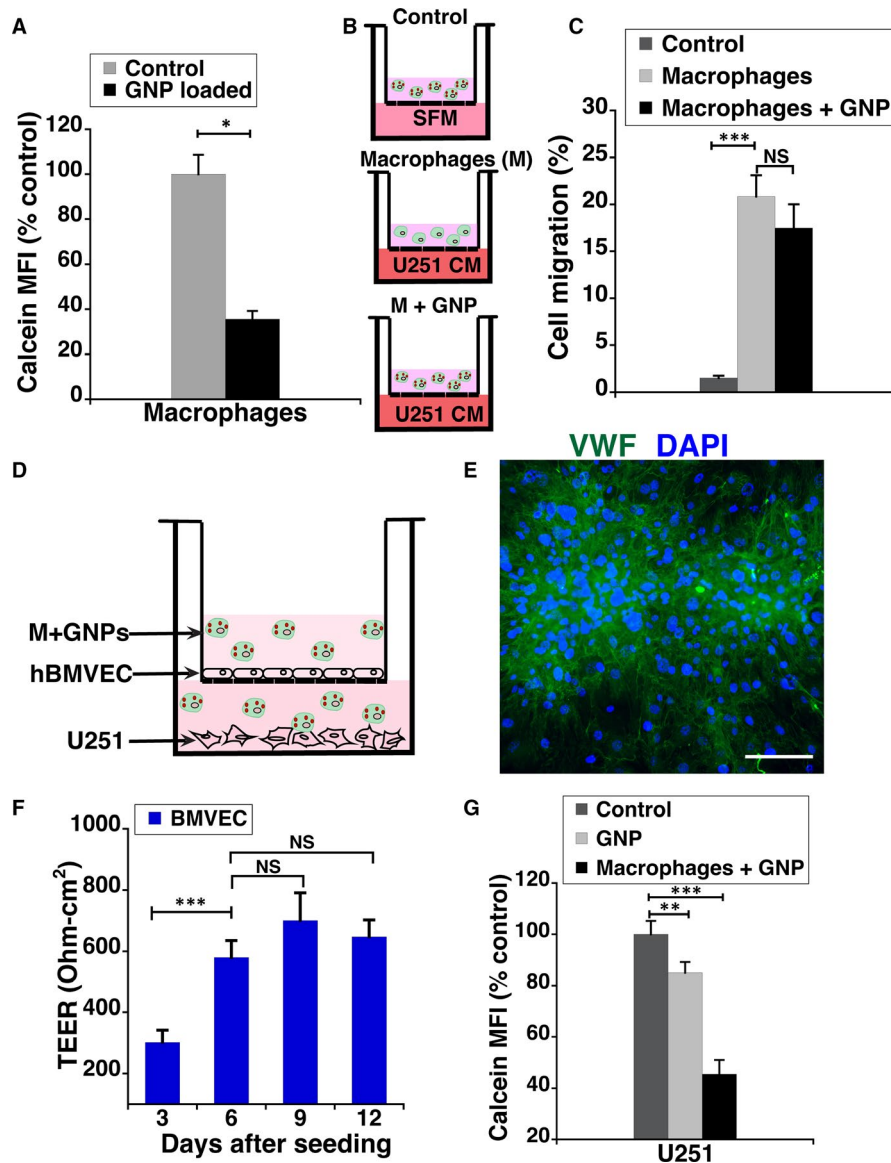 A
Control
GNP loaded
Calcein MFI (% control)
120
100
80
60
40
20
0
*
Macrophages
B
Control
SFM
Macrophages (M)
U251 CM
M + GNP
U251 CM
C
Control
Macrophages
Macrophages + GNP
Cell migration (%)
30
25
20
15
10
5
0
***
NS
D
M+GNPs
hBMVEC
U251
E
VWF DAPI
F
BMVEC
TEER (Ohm-cm²)
1000
800
600
400
200
***
NS
NS
3 6 9 12
Days after seeding
G
Control
GNP
Macrophages + GNP
Calcein MFI (% control)
120
100
80
60
40
20
***
**
U251